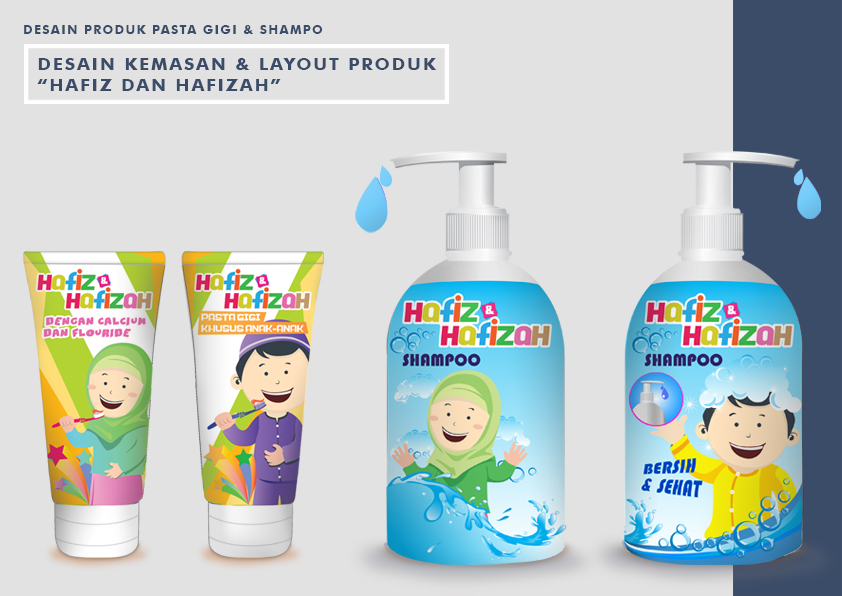 DESAIN PRODUK PASTA GIGI & SHAMPO
DESAIN KEMASAN & LAYOUT PRODUK
“HAFIZ DAN HAFIZAH”
Hafiz &
Hafizah
DENGAN CALCIUM
DAN FLOURIDE
Hafiz &
Hafizah
PASTA GIGI
KHUSUS ANAK-ANAK
Hafiz &
Hafizah
SHAMPOO
Hafiz &
Hafizah
SHAMPOO
BERSIH
& SEHAT